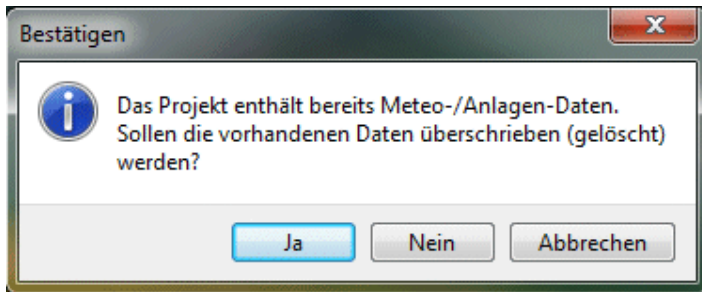 Bestätigen
Das Projekt enthält bereits Meteo-/Anlagen-Daten.
Sollen die vorhandenen Daten überschrieben (gelöscht)
werden?
Ja
Nein
Abbrechen